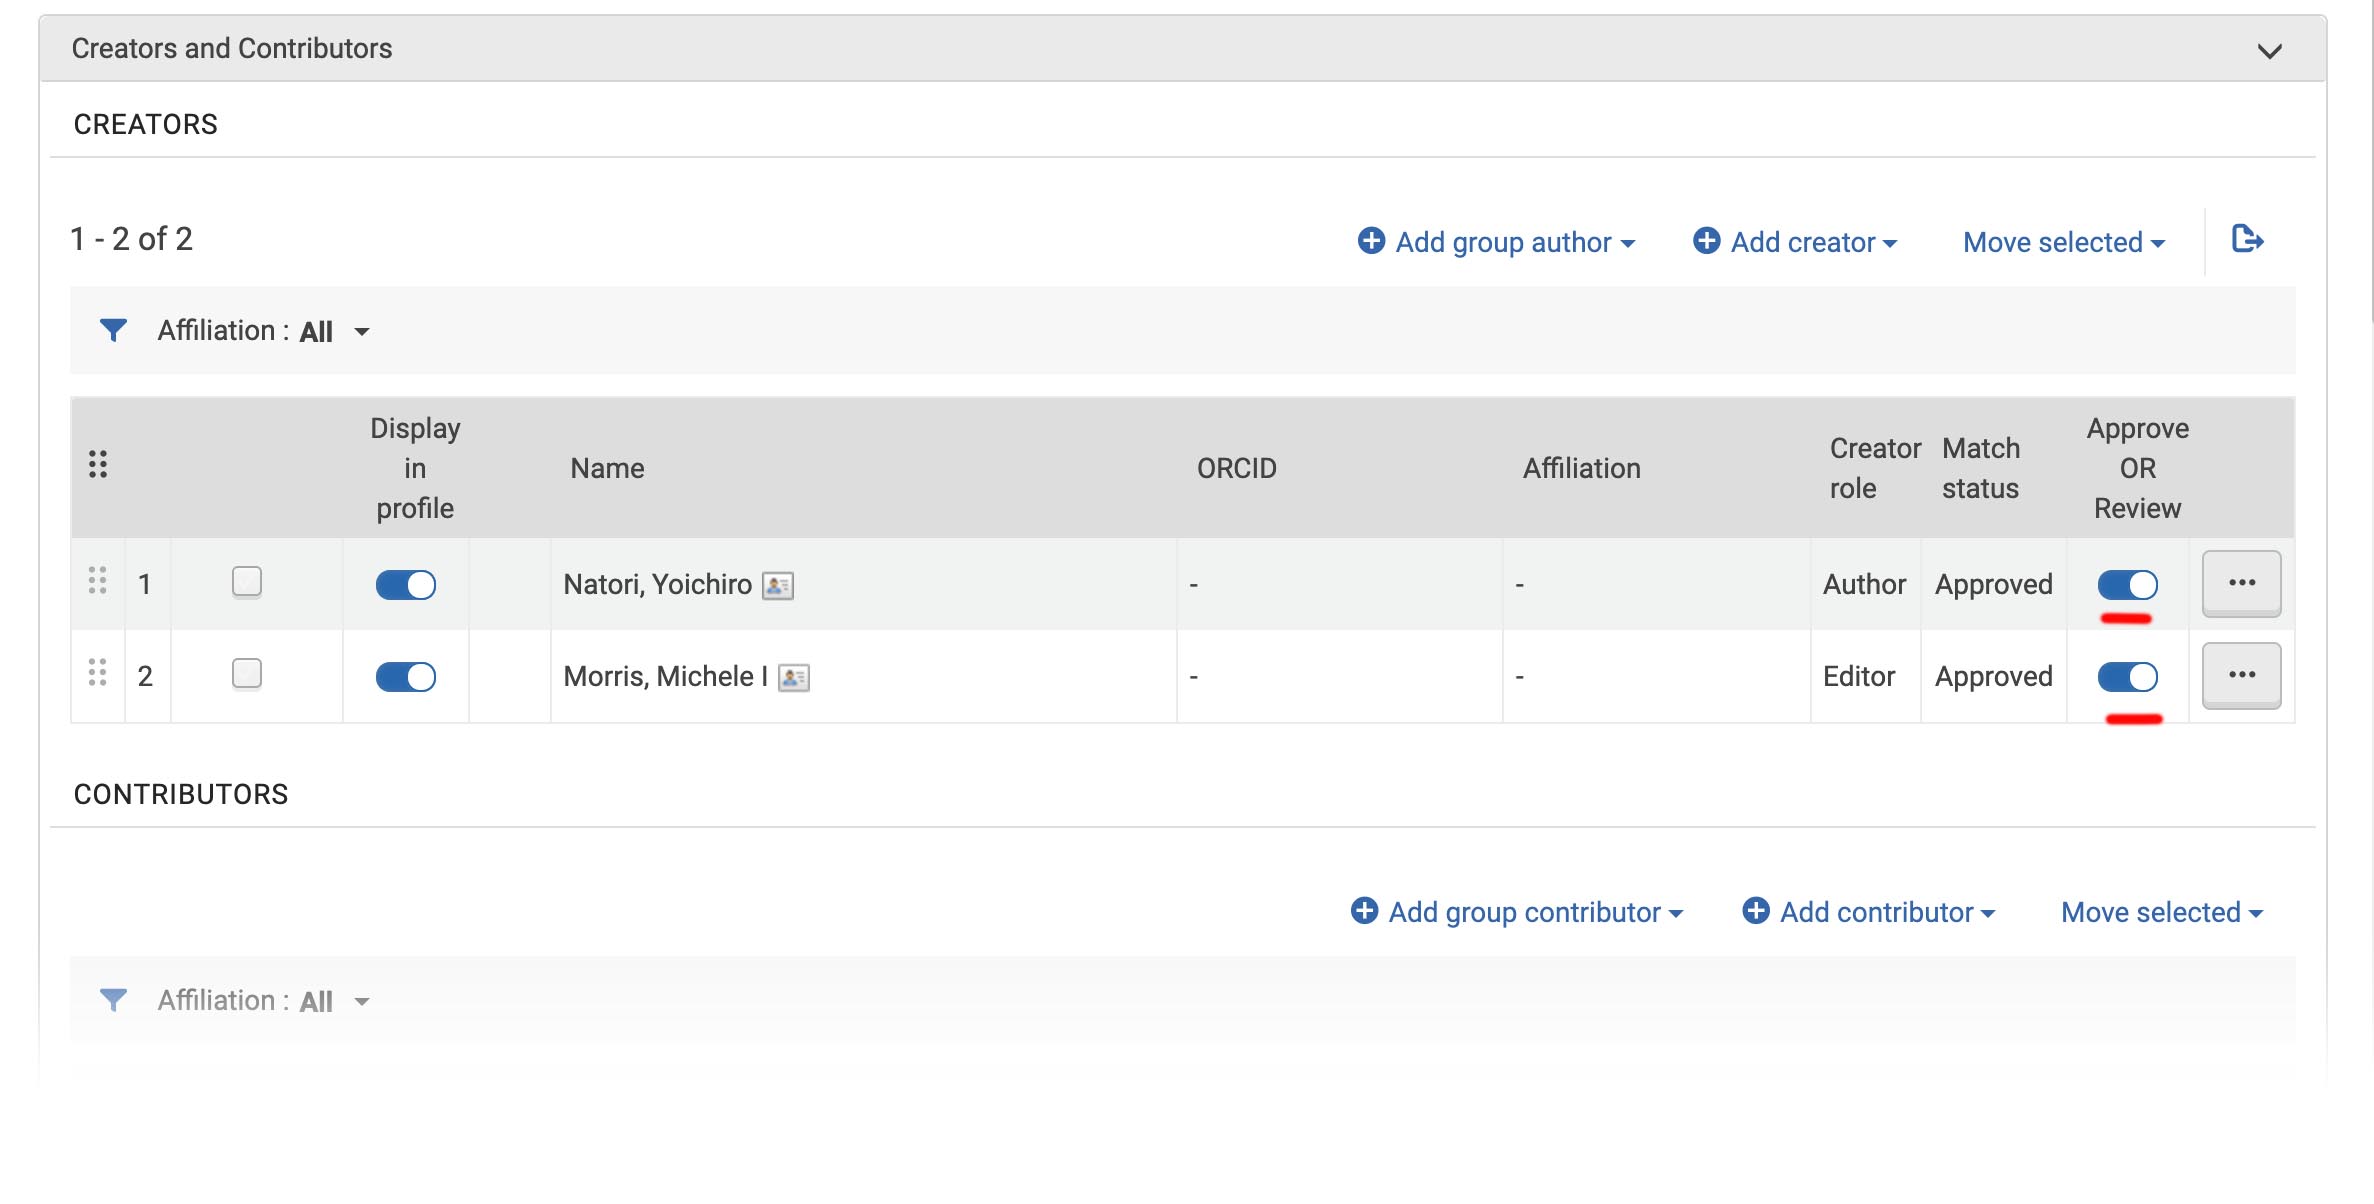 Creators and Contributors
CREATORS
1 - 2 of 2
Add group author
Add creator
Move selected
Affiliation : All
Display in profile
Name
ORCID
Affiliation
Creator role
Match status
Approve OR Review
1 Natori, Yoichiro - - Author Approved ...
2 Morris, Michele I - - Editor Approved ...
CONTRIBUTORS
Add group contributor
Add contributor
Move selected
Affiliation : All